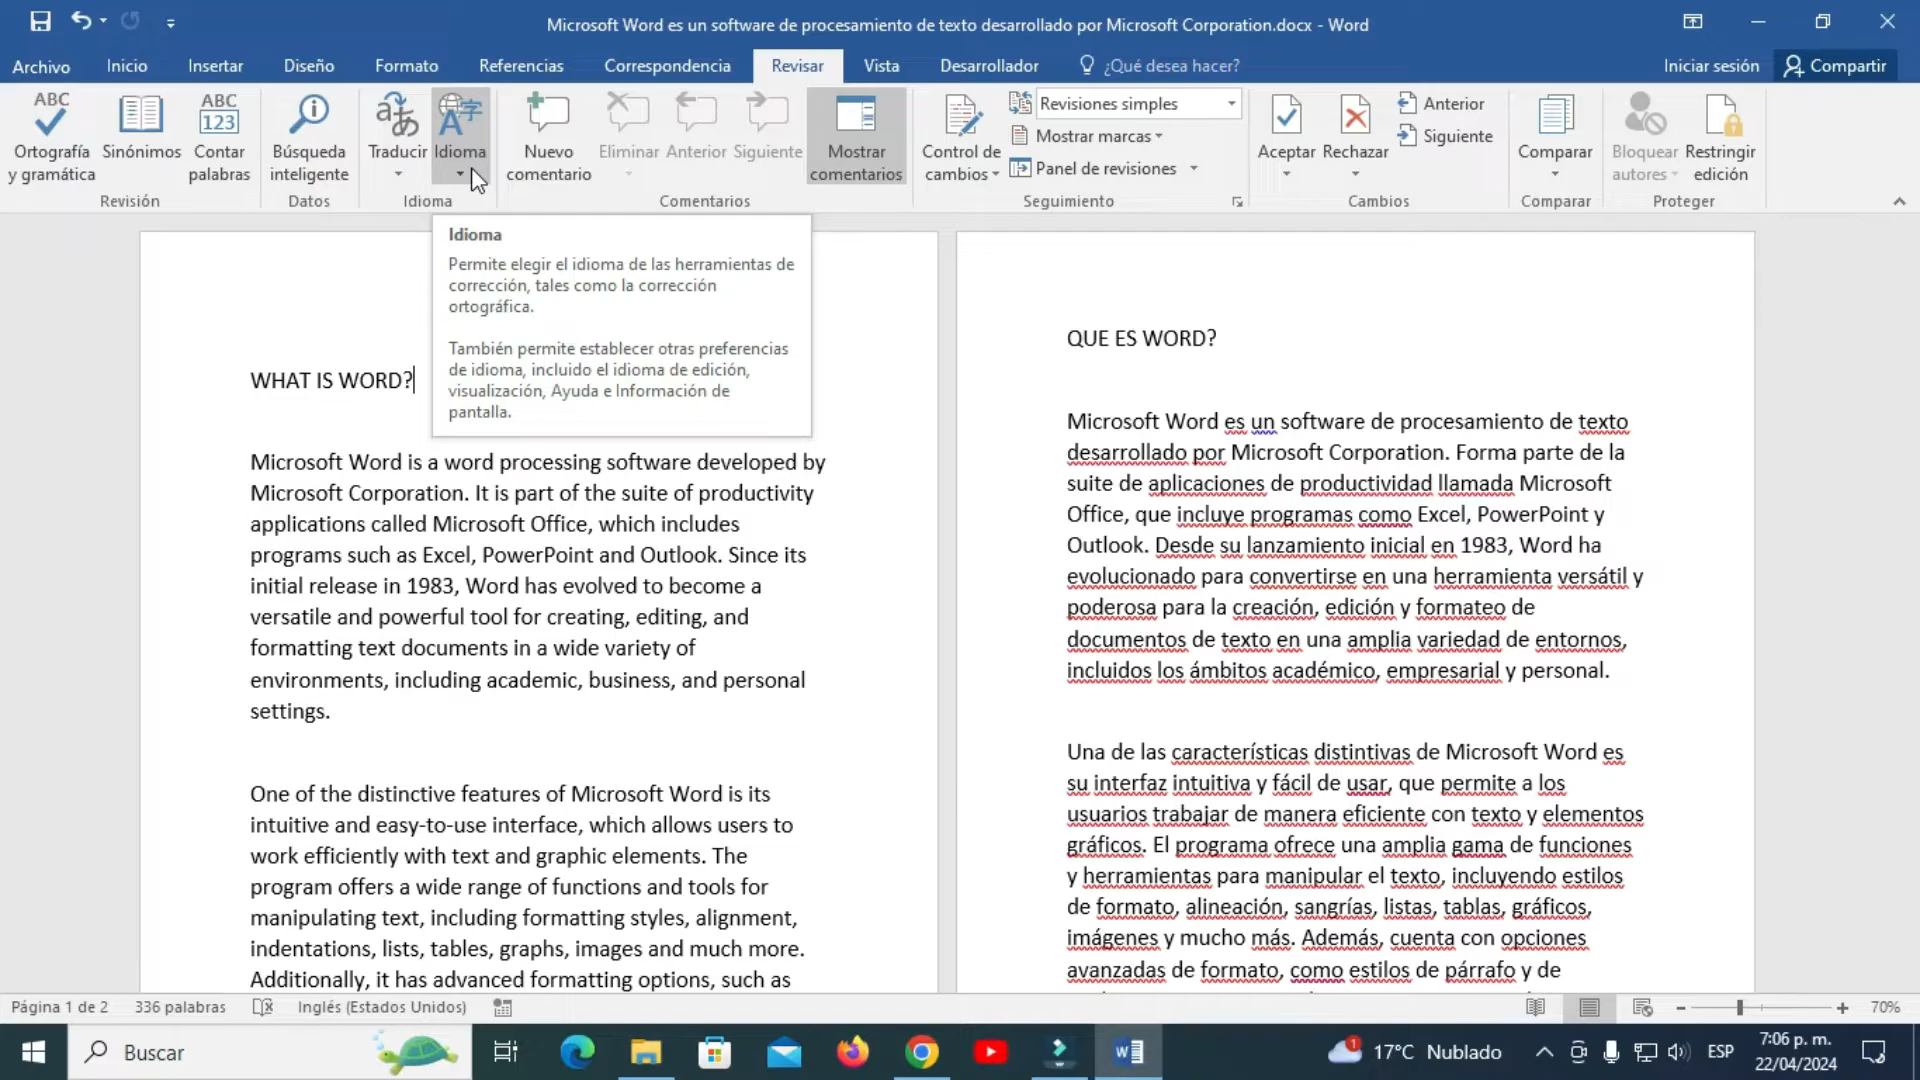 Microsoft Word es un software de procesamiento de texto desarrollado por Microsoft Corporation.docx - Word
Archivo Inicio Insertar Diseño Formato Referencias Correspondencia Revisar Vista Desarrollador ¿Qué desea hacer? Iniciar sesión Compartir
ABC
Ortografía
y gramática
Sinónimos
ABC
123
Contar
palabras
Revisión
Búsqueda
inteligente
Datos
Traducir
Idioma
Idioma
Nuevo
comentario
Eliminar
Anterior
Siguiente
Mostrar
comentarios
Comentarios
Control de
cambios
Revisiones simples
Mostrar marcas
Panel de revisiones
Seguimiento
Aceptar
Rechazar
Anterior
Siguiente
Cambios
Comparar
Comparar
Bloquear
autores
Restringir
edición
Proteger
Idioma
Permite elegir el idioma de las herramientas de
corrección, tales como la corrección
ortográfica.
También permite establecer otras preferencias
de idioma, incluido el idioma de edición,
visualización, Ayuda e Información de
pantalla.
WHAT IS WORD?
Microsoft Word is a word processing software developed by
Microsoft Corporation. It is part of the suite of productivity
applications called Microsoft Office, which includes
programs such as Excel, PowerPoint and Outlook. Since its
initial release in 1983, Word has evolved to become a
versatile and powerful tool for creating, editing, and
formatting text documents in a wide variety of
environments, including academic, business, and personal
settings.
One of the distinctive features of Microsoft Word is its
intuitive and easy-to-use interface, which allows users to
work efficiently with text and graphic elements. The
program offers a wide range of functions and tools for
manipulating text, including formatting styles, alignment,
indentations, lists, tables, graphs, images and much more.
Additionally, it has advanced formatting options, such as
QUE ES WORD?
Microsoft Word es un software de procesamiento de texto
desarrollado por Microsoft Corporation. Forma parte de la
suite de aplicaciones de productividad llamada Microsoft
Office, que incluye programas como Excel, PowerPoint y
Outlook. Desde su lanzamiento inicial en 1983, Word ha
evolucionado para convertirse en una herramienta versátil y
poderosa para la creación, edición y formateo de
documentos de texto en una amplia variedad de entornos,
incluidos los ámbitos académico, empresarial y personal.
Una de las características distintivas de Microsoft Word es
su interfaz intuitiva y fácil de usar, que permite a los
usuarios trabajar de manera eficiente con texto y elementos
gráficos. El programa ofrece una amplia gama de funciones
y herramientas para manipular el texto, incluyendo estilos
de formato, alineación, sangrías, listas, tablas, gráficos,
imágenes y mucho más. Además, cuenta con opciones
avanzadas de formato, como estilos de párrafo y de
Página 1 de 2 336 palabras Inglés (Estados Unidos) 70%
Buscar 1 17°C Nublado ESP
7:06 p. m.
22/04/2024